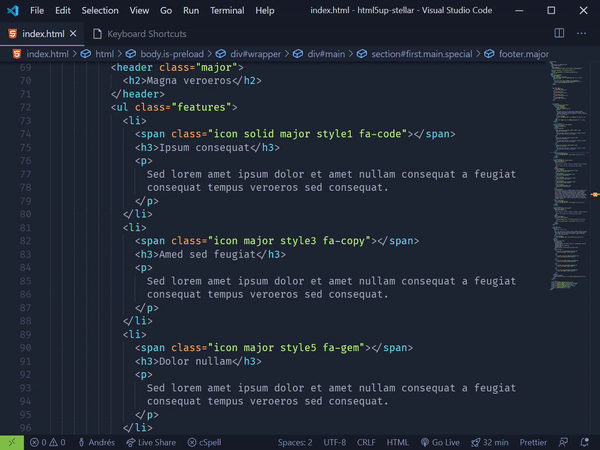 File Edit Selection View Go Run Terminal Help index.html - html5up-stellar - Visual Studio Code
index.html Keyboard Shortcuts
index.html > html > body.is-preload > div#wrapper > div#main > section#first.main.special > footer.major
69 <header class="major">
70 <h2>Magna veroeros</h2>
71 </header>
72 <ul class="features">
73 <li>
74 <span class="icon solid major style1 fa-code"></span>
75 <h3>Ipsum consequat</h3>
76 <p>
77 Sed lorem amet ipsum dolor et amet nullam consequat a feugiat
78 consequat tempus veroeros sed consequat.
79 </p>
80 </li>
81 <li>
82 <span class="icon major style3 fa-copy"></span>
83 <h3>Amed sed feugiat</h3>
84 <p>
85 Sed lorem amet ipsum dolor et amet nullam consequat a feugiat
86 consequat tempus veroeros sed consequat.
87 </p>
88 </li>
89 <li>
90 <span class="icon major style5 fa-gem"></span>
91 <h3>Dolor nullam</h3>
92 <p>
93 Sed lorem amet ipsum dolor et amet nullam consequat a feugiat
94 consequat tempus veroeros sed consequat.
95 </p>
96 </li>
0 0 Andrés Live Share cSpell Spaces: 2 UTF-8 CRLF HTML Go Live 32 min Prettier